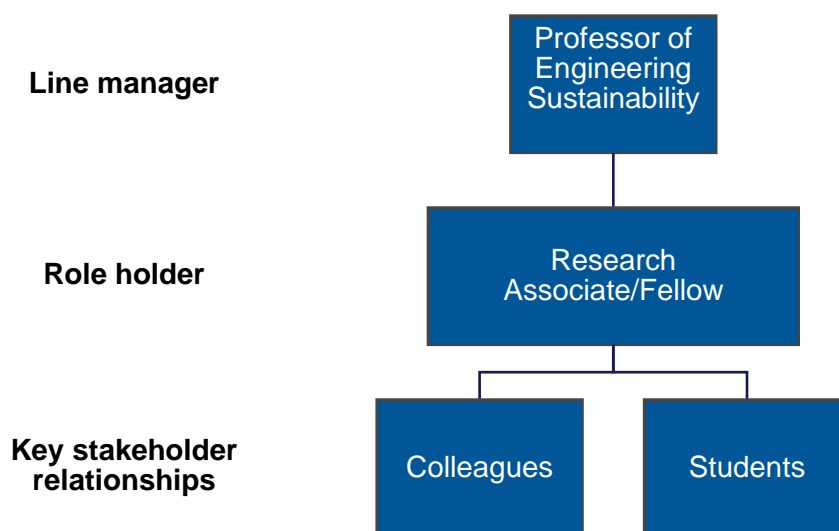 Line manager
Professor of
Engineering
Sustainability
Role holder
Research
Associate/Fellow
Key stakeholder
relationships
Colleagues
Students